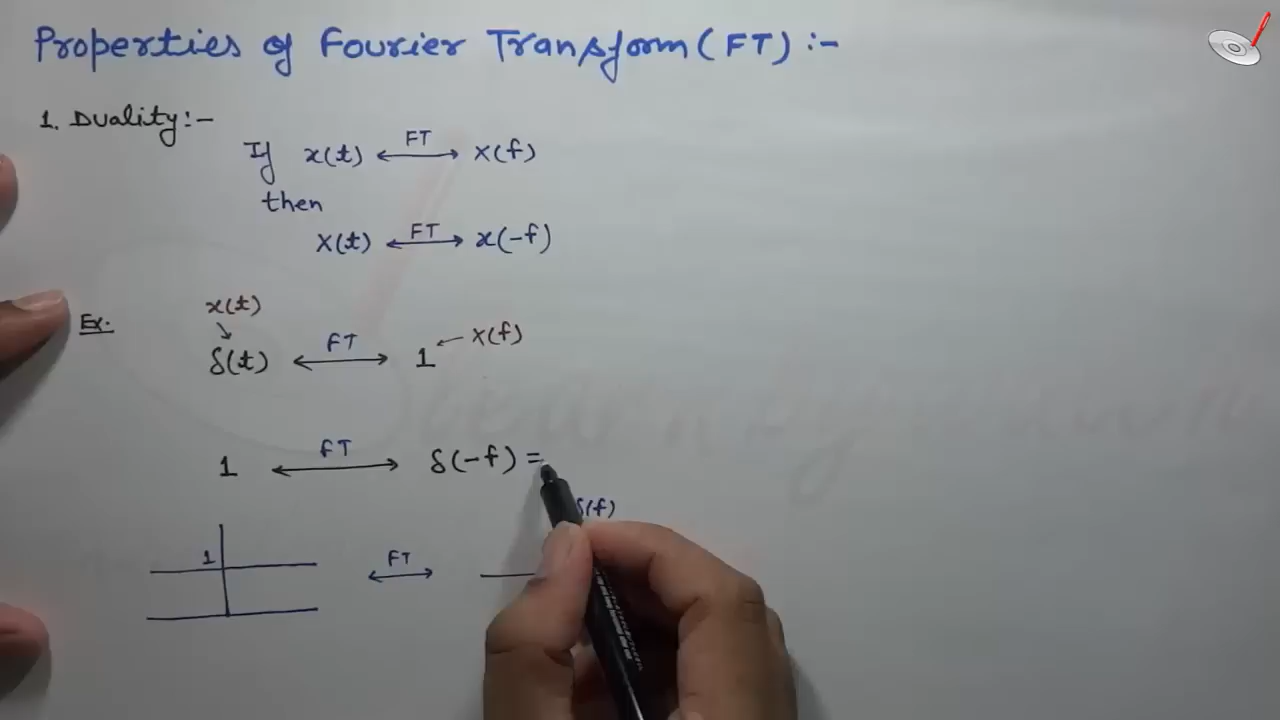 Properties of Fourier Transform (FT) :-
1. Duality :-
If x(t) <-FT-> X(f)
then
X(t) <-FT-> x(-f)
x(t)
Ex. δ(t) <-FT-> 1 <- X(f)
1 <-FT-> δ(-f) =
δ(f)
1 <-FT->